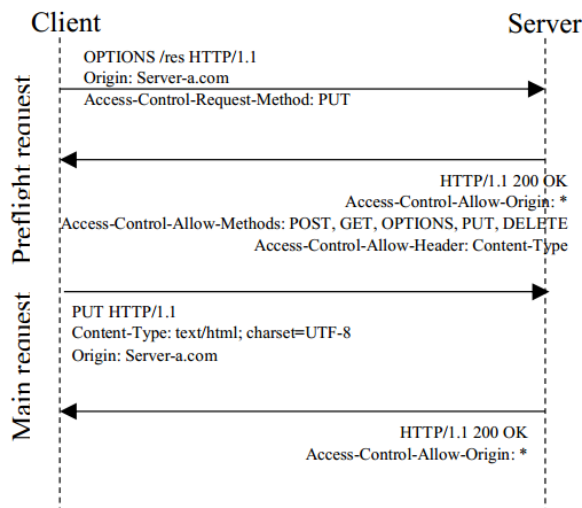 Client
Server
OPTIONS /res HTTP/1.1
Origin: Server-a.com
Access-Control-Request-Method: PUT
Preflight request
HTTP/1.1 200 OK
Access-Control-Allow-Origin: *
Access-Control-Allow-Methods: POST, GET, OPTIONS, PUT, DELETE
Access-Control-Allow-Header: Content-Type
PUT HTTP/1.1
Content-Type: text/html; charset=UTF-8
Origin: Server-a.com
Main request
HTTP/1.1 200 OK
Access-Control-Allow-Origin: *